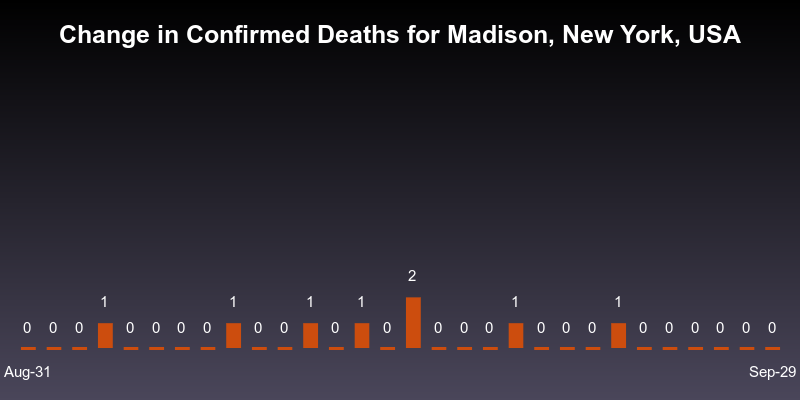 Change in Confirmed Deaths for Madison, New York, USA
2
1 1 1 1 1 1
0 0 0 0 0 0 0 0 0 0 0 0 0 0 0 0 0 0 0 0 0 0 0
Aug-31 Sep-29